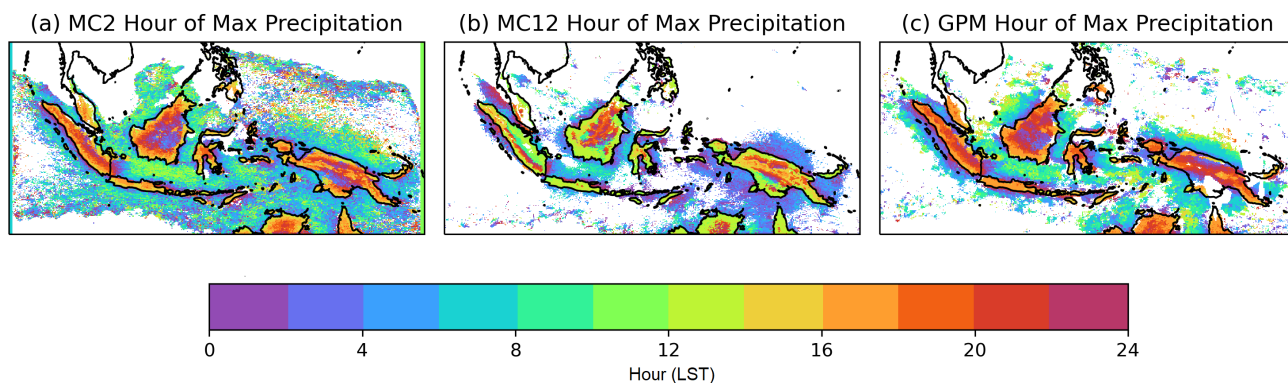 (a) MC2 Hour of Max Precipitation
(b) MC12 Hour of Max Precipitation
(c) GPM Hour of Max Precipitation
0 4 8 12 16 20 24
Hour (LST)